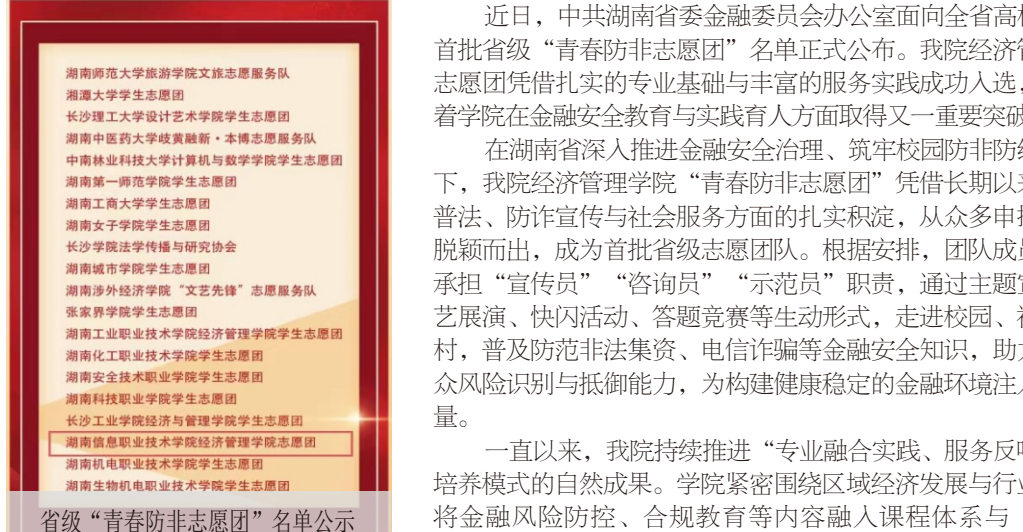 湖南师范大学旅游学院文旅志愿服务队
湘潭大学学生志愿团
长沙理工大学设计艺术学院学生志愿团
湖南中医药大学岐黄融新·本博志愿服务队
中南林业科技大学计算机与数学学院学生志愿团
湖南第一师范学院学生志愿团
湖南工商大学学生志愿团
湖南女子学院学生志愿团
长沙学院法学传播与研究协会
湖南城市学院学生志愿团
湖南涉外经济学院“文艺先锋”志愿服务队
张家界学院学生志愿团
湖南工业职业技术学院经济管理学院学生志愿团
湖南化工职业技术学院学生志愿团
湖南安全技术职业学院学生志愿团
湖南科技职业学院学生志愿团
长沙工业学院经济与管理学院学生志愿团
湖南信息职业技术学院经济管理学院志愿团
湖南机电职业技术学院学生志愿团
湖南生物机电职业技术学院学生志愿团
省级“青春防非志愿团”名单公示
近日，中共湖南省委金融委员会办公室面向全省高校
首批省级“青春防非志愿团”名单正式公布。我院经济管
志愿团凭借扎实的专业基础与丰富的服务实践成功入选，
着学院在金融安全教育与实践育人方面取得又一重要突破
在湖南省深入推进金融安全治理、筑牢校园防非防线
下，我院经济管理学院“青春防非志愿团”凭借长期以来
普法、防诈宣传与社会服务方面的扎实积淀，从众多申报
脱颖而出，成为首批省级志愿团队。根据安排，团队成员
承担“宣传员”“咨询员”“示范员”职责，通过主题宣
艺展演、快闪活动、答题竞赛等生动形式，走进校园、社
村，普及防范非法集资、电信诈骗等金融安全知识，助力
众风险识别与抵御能力，为构建健康稳定的金融环境注入
量。
一直以来，我院持续推进“专业融合实践、服务反哺
培养模式的自然成果。学院紧密围绕区域经济发展与行业
将金融风险防控、合规教育等内容融入课程体系与